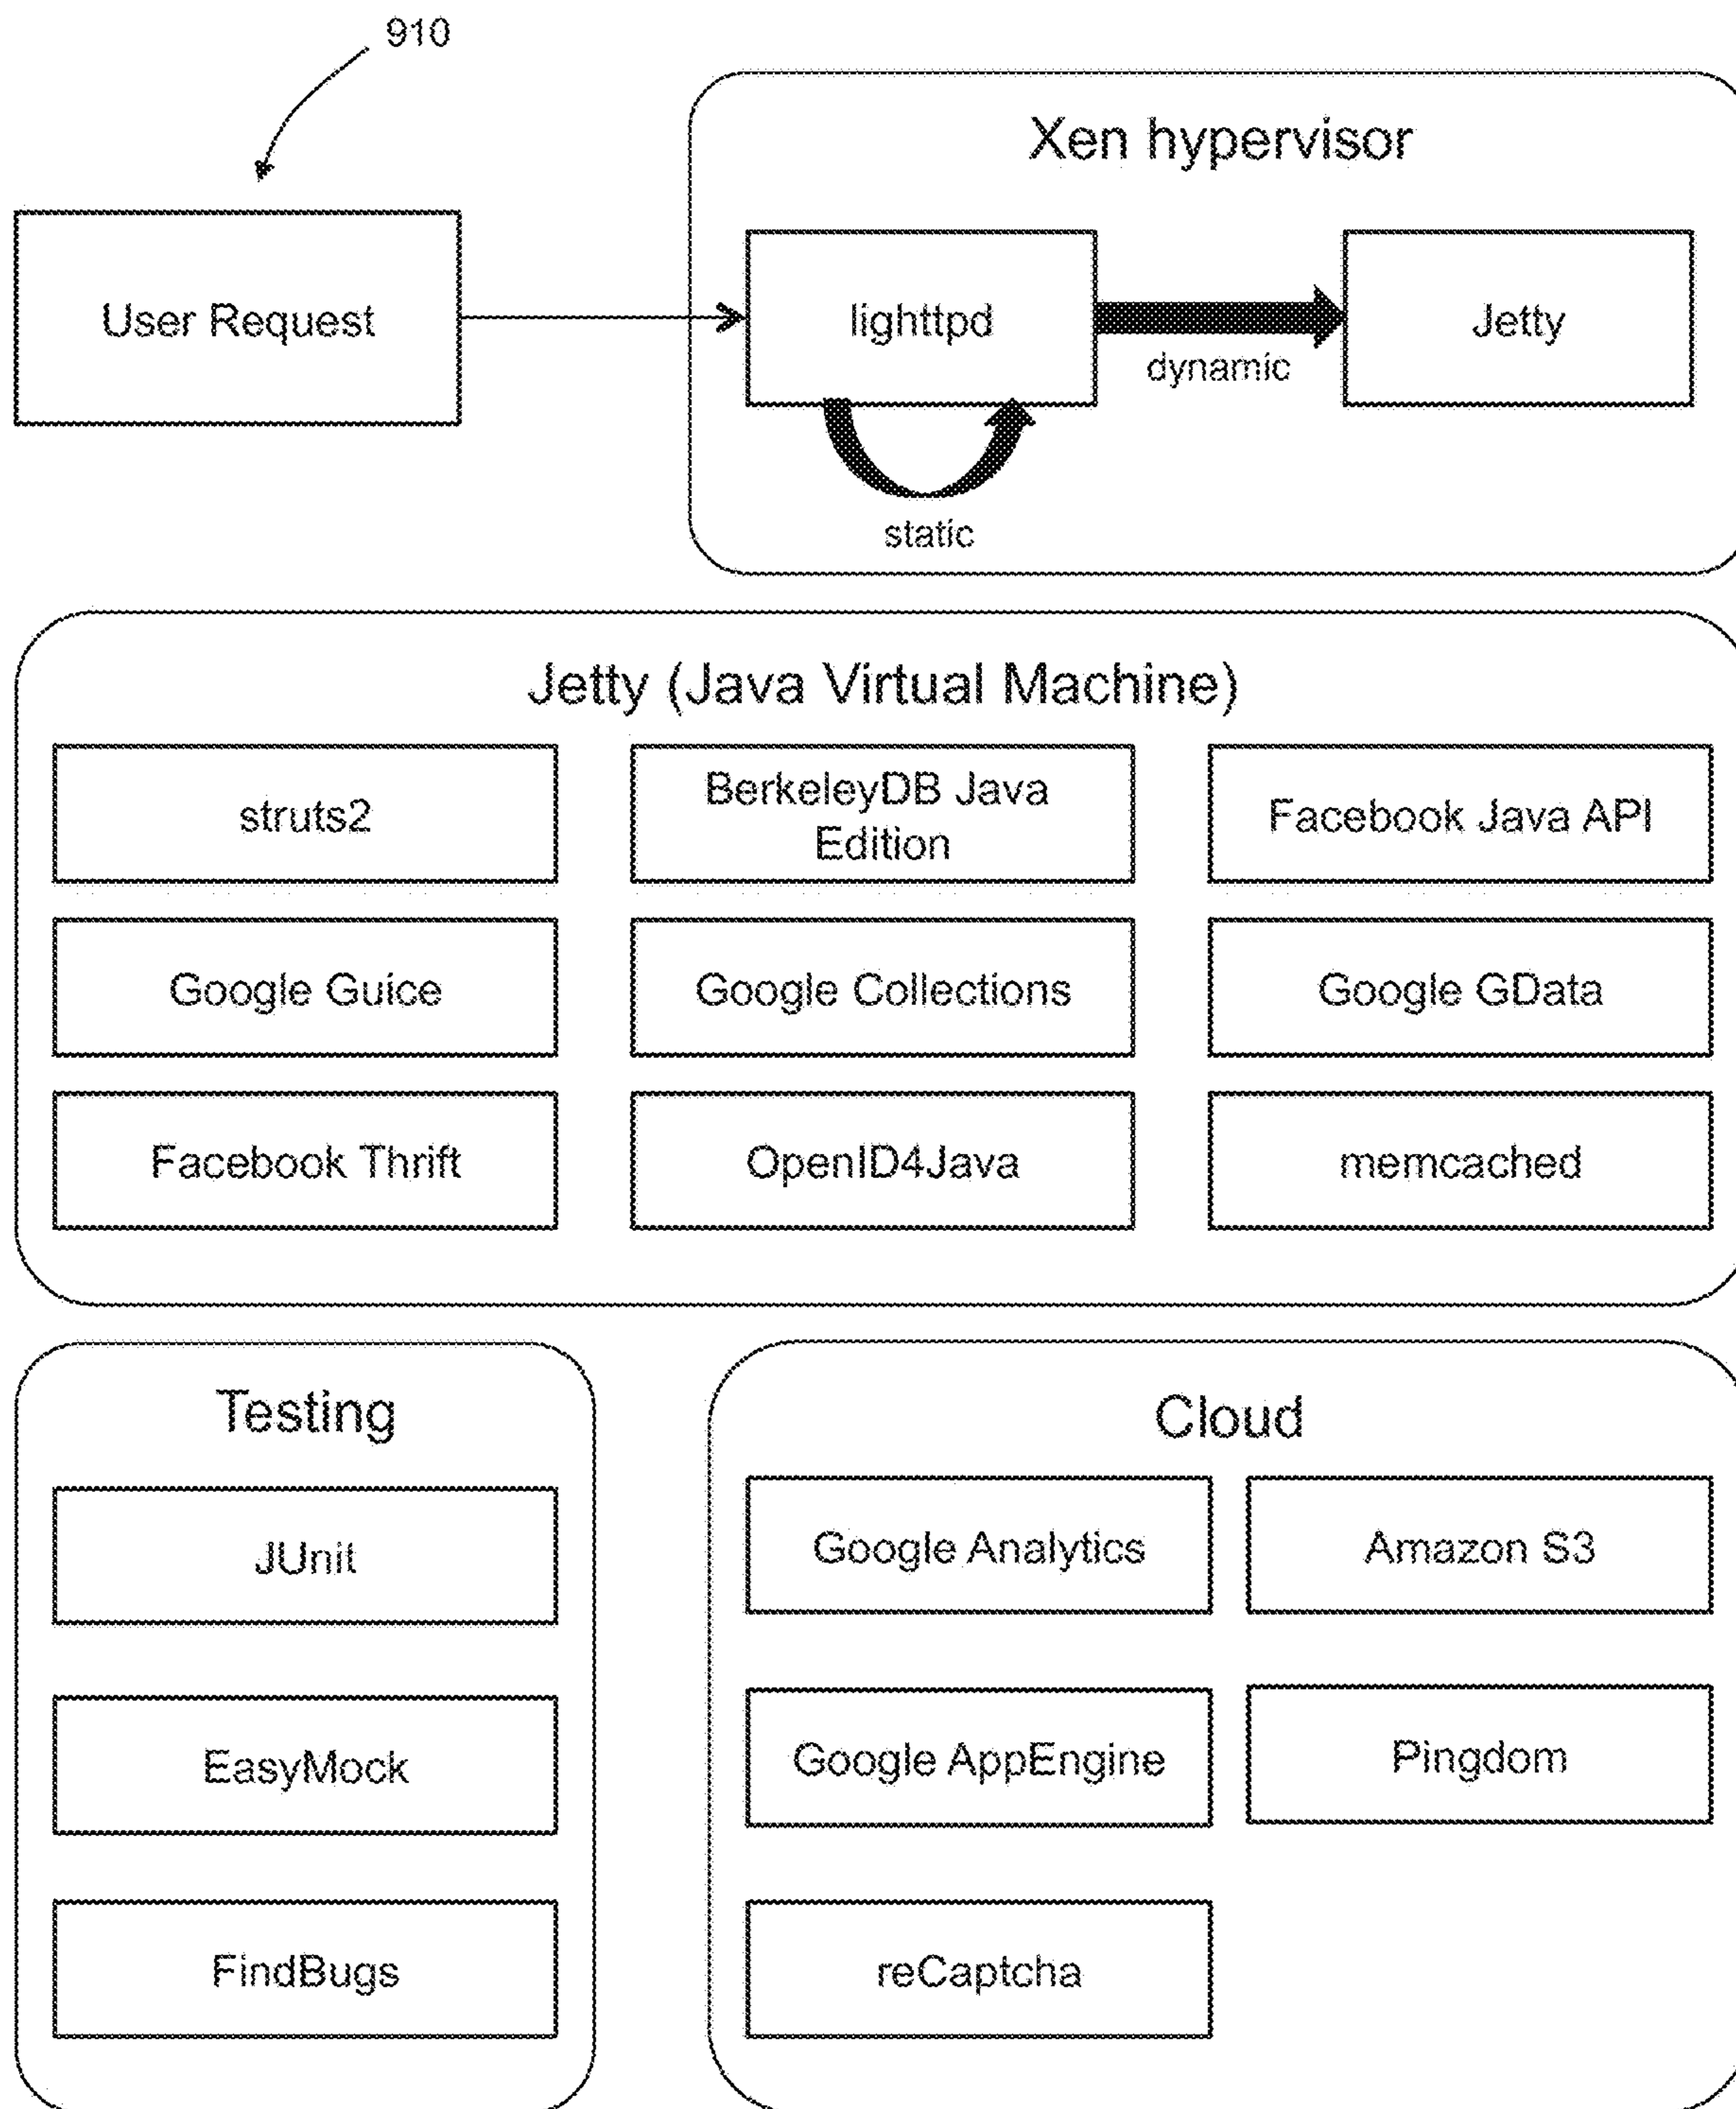 910
Xen hypervisor
User Request
lighttpd
Jetty
dynamic
static
Jetty (Java Virtual Machine)
struts2
BerkeleyDB Java
Edition
Facebook Java API
Google Guice
Google Collections
Google GData
Facebook Thrift
OpenID4Java
memcached
Testing
JUnit
EasyMock
FindBugs
Cloud
Google Analytics
Amazon S3
Google AppEngine
Pingdom
reCaptcha